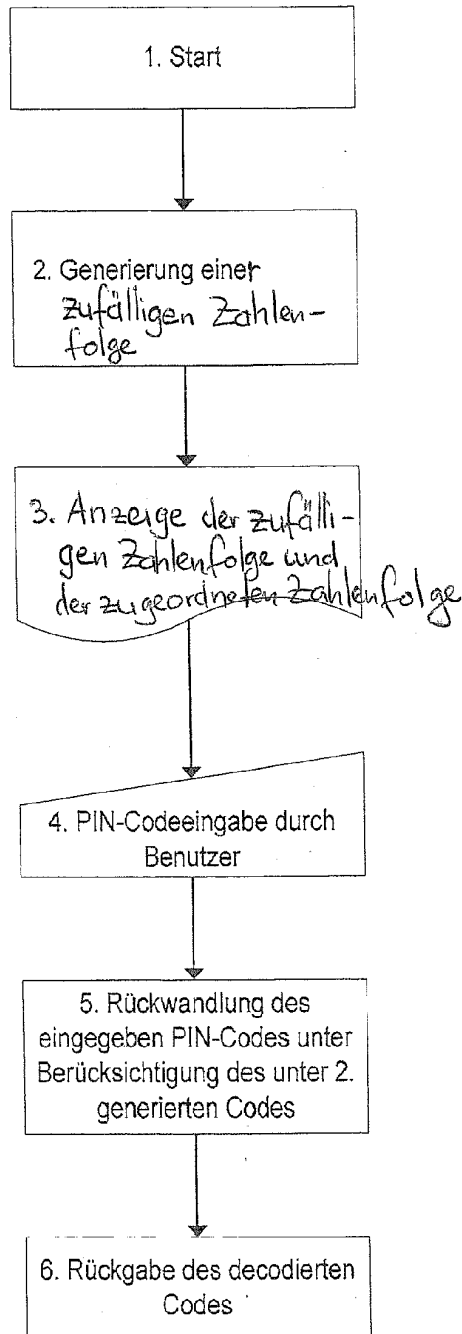 1. Start
2. Generierung einer
zufälligen Zahlen-
folge
3. Anzeige der zufälli-
gen Zahlenfolge und
der zugeordneten Zahlenfolge
4. PIN-Codeeingabe durch
Benutzer
5. Rückwandlung des
eingegeben PIN-Codes unter
Berücksichtigung des unter 2.
generierten Codes
6. Rückgabe des decodierten
Codes